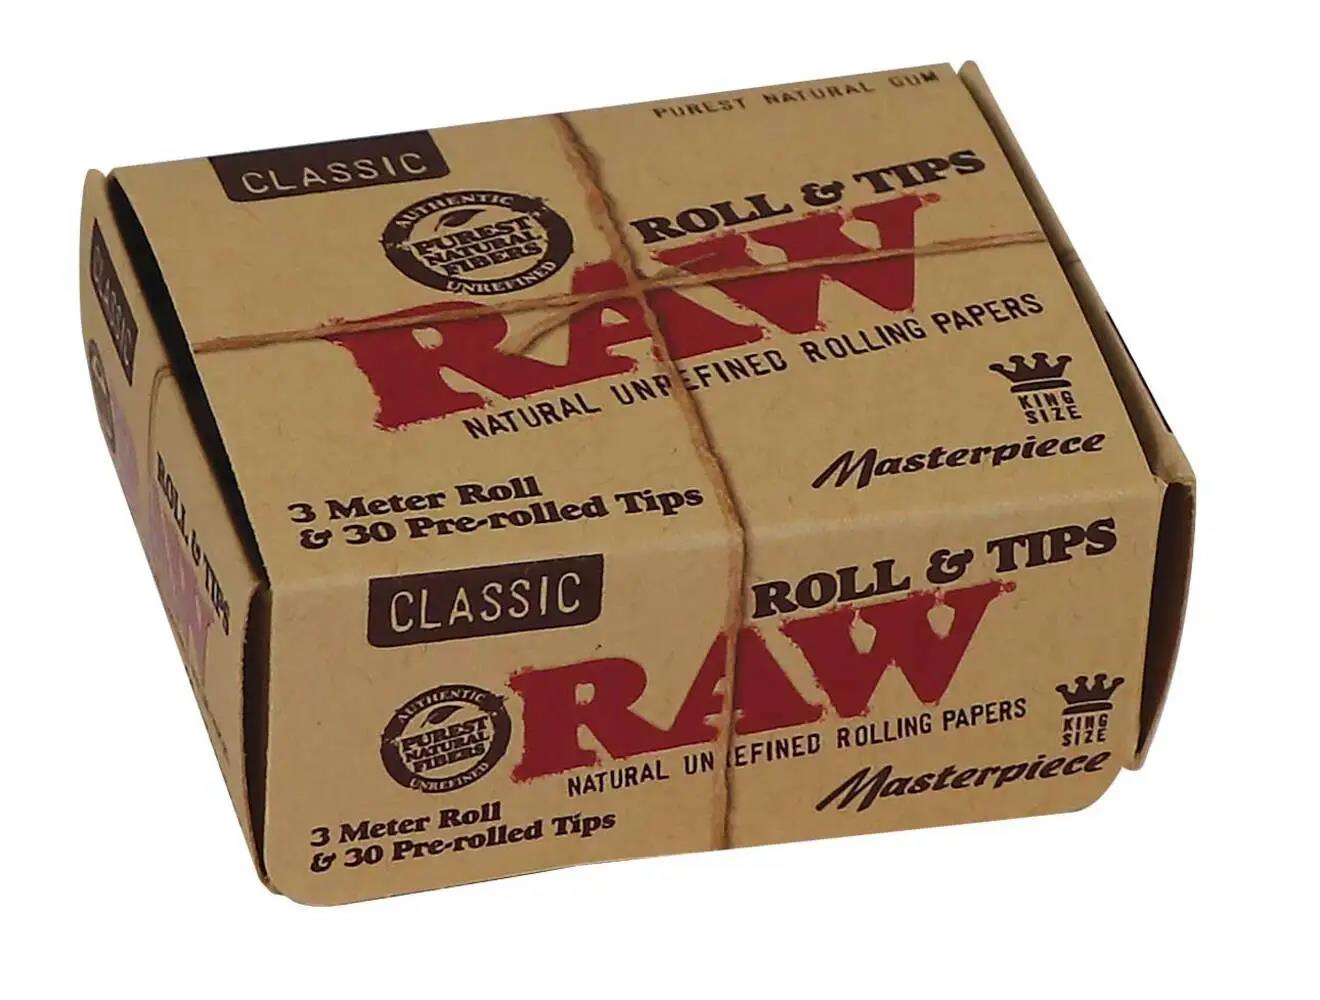 PUREST NATURAL GUM
CLASSIC
AUTHENTIC
PUREST
NATURAL
FIBERS
UNREFINED
ROLL & TIPS
RAW
NATURAL UNREFINED ROLLING PAPERS
KING
SIZE
Masterpiece
3 Meter Roll
& 30 Pre-rolled Tips
CLASSIC
ROLL & TIPS
RAW
AUTHENTIC
PUREST
NATURAL
FIBERS
UNREFINED
NATURAL UNREFINED ROLLING PAPERS
KING
SIZE
Masterpiece
3 Meter Roll
& 30 Pre-rolled Tips
CLASSIC
ROLL & TIPS
RAW